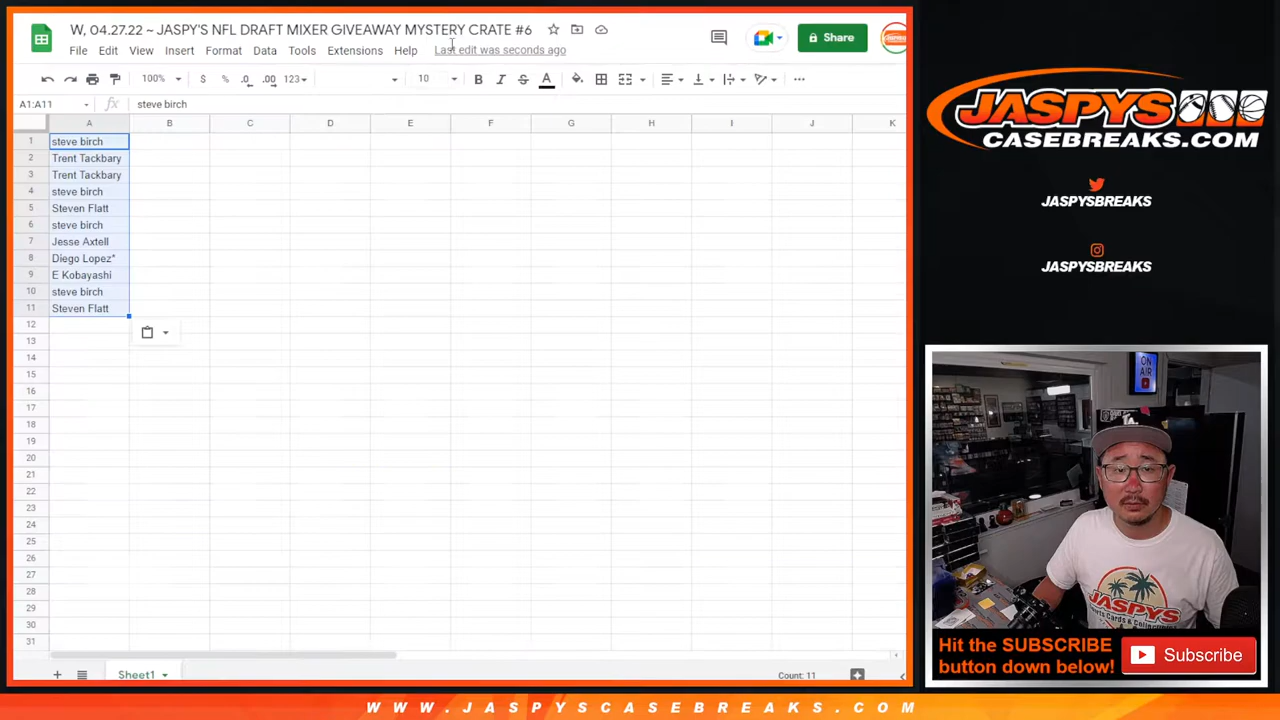 W, 04.27.22 ~ JASPY'S NFL DRAFT MIXER GIVEAWAY MYSTERY CRATE #6
File Edit View Insert Format Data Tools Extensions Help Last edit was seconds ago
Share
100% $ % .0 .00 123 10 B I S A
A1:A11 fx steve birch
A B C D E F G H I J K
1 steve birch
2 Trent Tackbary
3 Trent Tackbary
4 steve birch
5 Steven Flatt
6 steve birch
7 Jesse Axtell
8 Diego Lopez*
9 E Kobayashi
10 steve birch
11 Steven Flatt
12
13
14
15
16
17
18
19
20
21
22
23
24
25
26
27
28
29
30
31
Sheet1
Count: 11
JASPYS
CASEBREAKS.COM
JASPYSBREAKS
JASPYSBREAKS
ON
AIR
LA
JASPYS
Hit the SUBSCRIBE
button down below!
Subscribe
WWW.JASPYSCASEBREAKS.COM